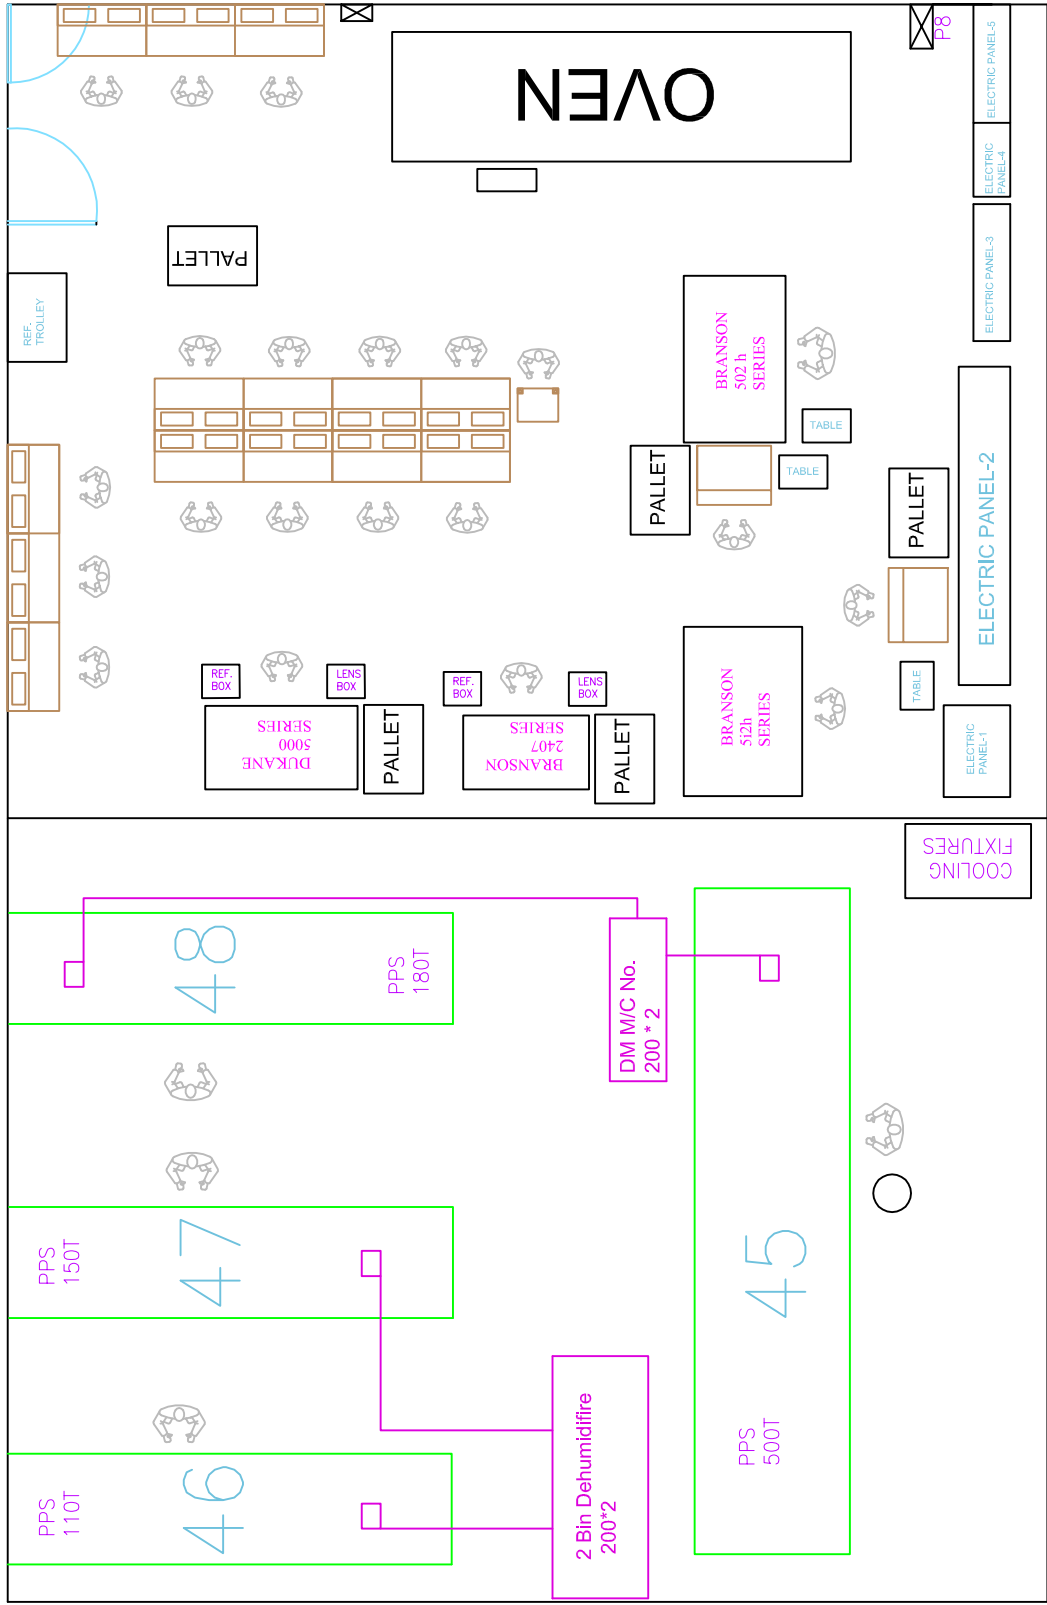 OVEN
P8
ELECTRIC PANEL-5
ELECTRIC
PANEL-4
ELECTRIC PANEL-3
PALLET
REF.
TROLLEY
BRANSON
502 h
SERIES
TABLE
TABLE
PALLET
PALLET
ELECTRIC PANEL-2
REF.
BOX
LENS
BOX
REF.
BOX
LENS
BOX
TABLE
DUKANE
5000
SERIES
PALLET
BRANSON
2407
SERIES
PALLET
BRANSON
5i2h
SERIES
ELECTRIC
PANEL-1
COOLING
FIXTURES
48
PPS
180T
DM M/C No.
200 * 2
PPS
150T
47
45
PPS
500T
PPS
110T
46
2 Bin Dehumidifire
200*2